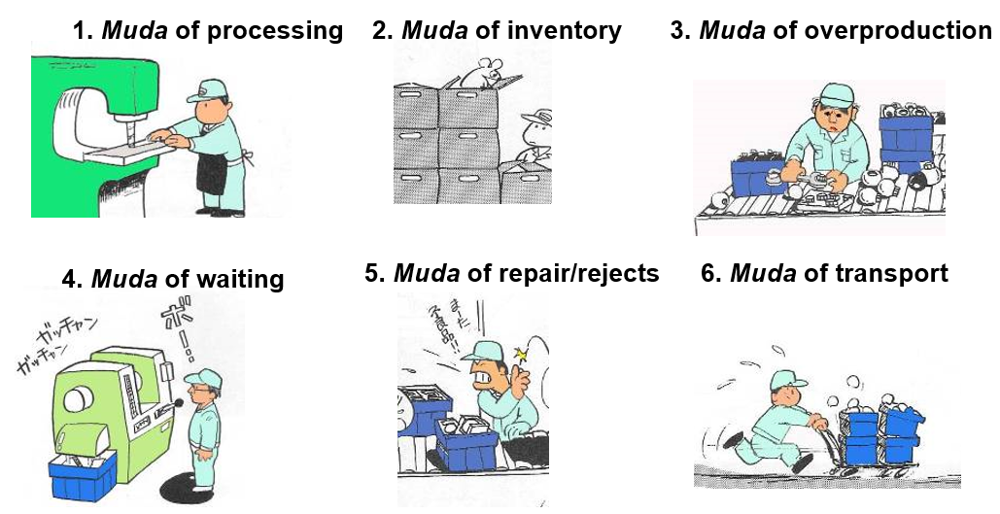 1. Muda of processing
2. Muda of inventory
3. Muda of overproduction
4. Muda of waiting
ガッチャン
ガッチャン
ボー!。
5. Muda of repair/rejects
また
不良品!!
6. Muda of transport